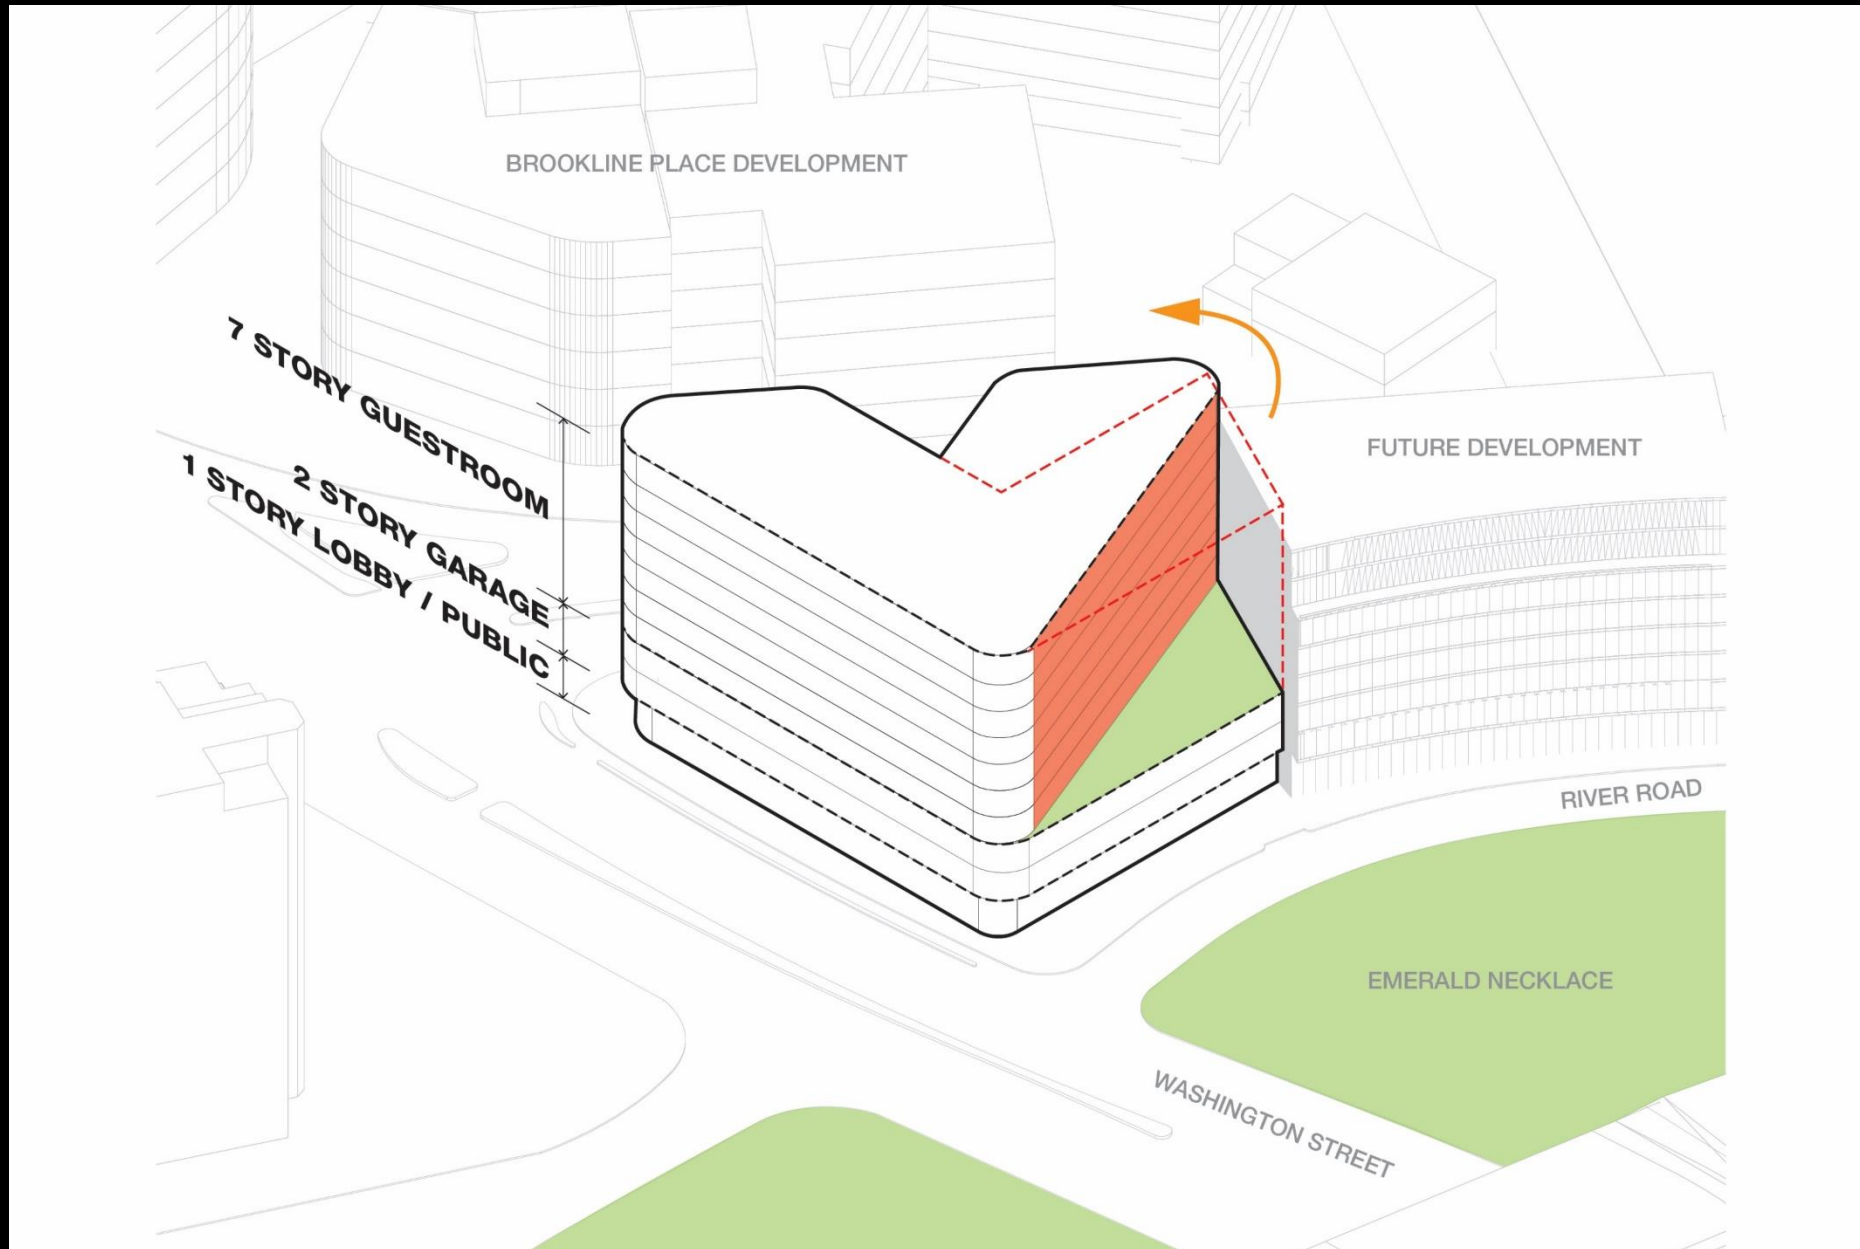 BROOKLINE PLACE DEVELOPMENT
7 STORY GUESTROOM
2 STORY GARAGE
1 STORY LOBBY / PUBLIC
FUTURE DEVELOPMENT
RIVER ROAD
EMERALD NECKLACE
WASHINGTON STREET